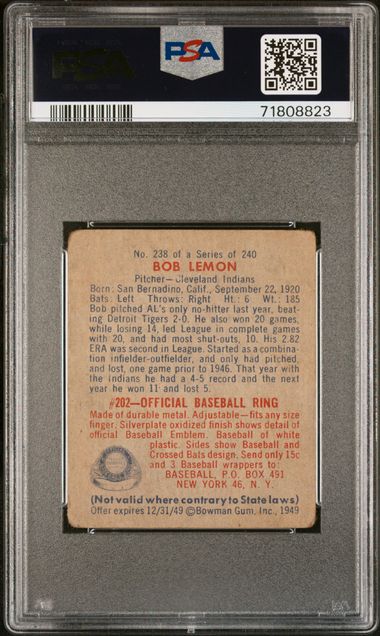 PSA
PSA
71808823
No. 238 of a Series of 240
BOB LEMON
Pitcher—Cleveland Indians
Born: San Bernadino, Calif., September 22, 1920
Bats: Left Throws: Right Ht.: 6 Wt.: 185
Bob pitched AL's only no-hitter last year, beating Detroit Tigers 2-0. He also won 20 games
while losing 14, led League in complete games
with 20, and had most shut-outs, 10. His 2.82
ERA was second in League. Started as a combination
infielder-outfielder, and only had pitched,
and lost, one game prior to 1946. That year with
the Indians he had a 4-5 record and the next
year he won 11 and lost 5.
#202—OFFICIAL BASEBALL RING
Made of durable metal. Adjustable—fits any size
finger. Silverplate oxidized finish shows detail of
official Baseball Emblem. Baseball of white
plastic. Sides show Baseball and
Crossed Bats design. Send only 15c
and 3 Baseball wrappers to:
BASEBALL, P.O. BOX 491
NEW YORK 46, N. Y.
(Not valid where contrary to State laws)
Offer expires 12/31/49 ©Bowman Gum, Inc., 1949